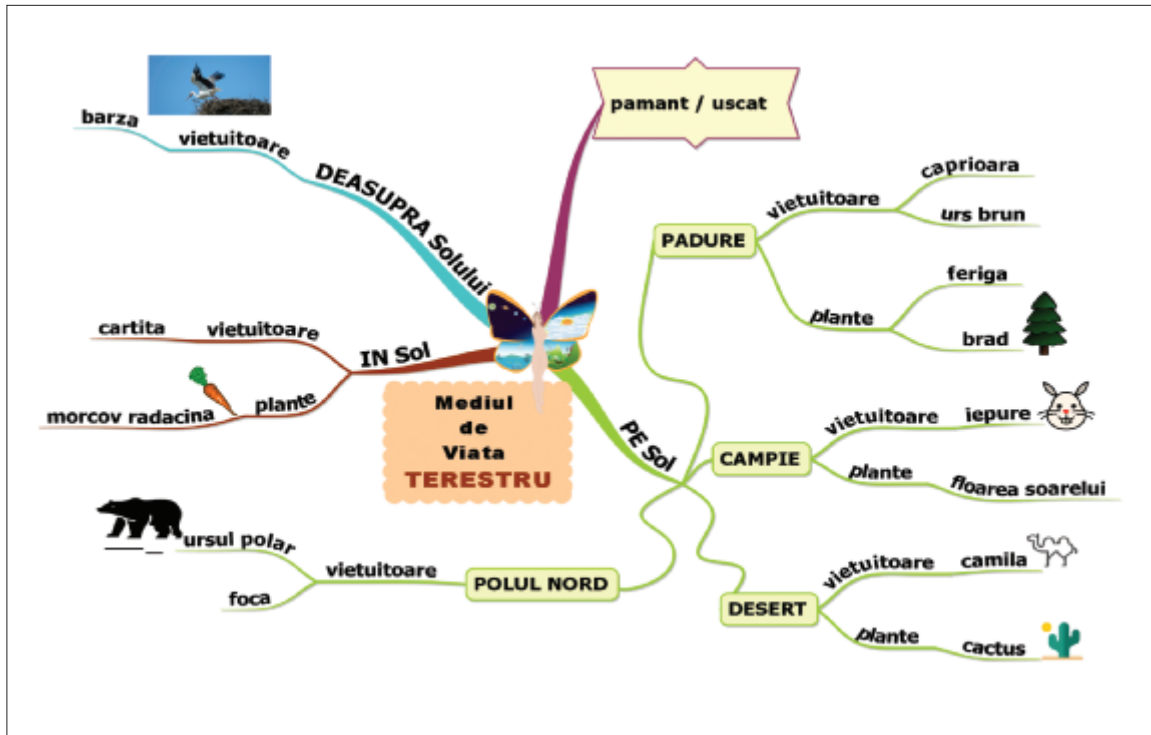 pamant / uscat
barza
vietuitoare
DEASUPRA Solului
cartita
vietuitoare
IN Sol
morcov radacina
plante
Mediul
de
Viata
TERESTRU
PE Sol
PADURE
vietuitoare
caprioara
urs brun
plante
feriga
brad
CAMPIE
vietuitoare
iepure
plante
floarea soarelui
DESERT
vietuitoare
camila
plante
cactus
POLUL NORD
vietuitoare
ursul polar
foca